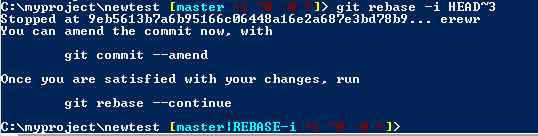 C:\myproject\newtest [master +1 ~0 -0 !]> git rebase -i HEAD~3
Stopped at 9eb5613b7a6b95166c06448a16e2a687e3bd78b9... erewr
You can amend the commit now, with
git commit --amend
Once you are satisfied with your changes, run
git rebase --continue
C:\myproject\newtest [master|REBASE-i +1 ~0 -0 !]>